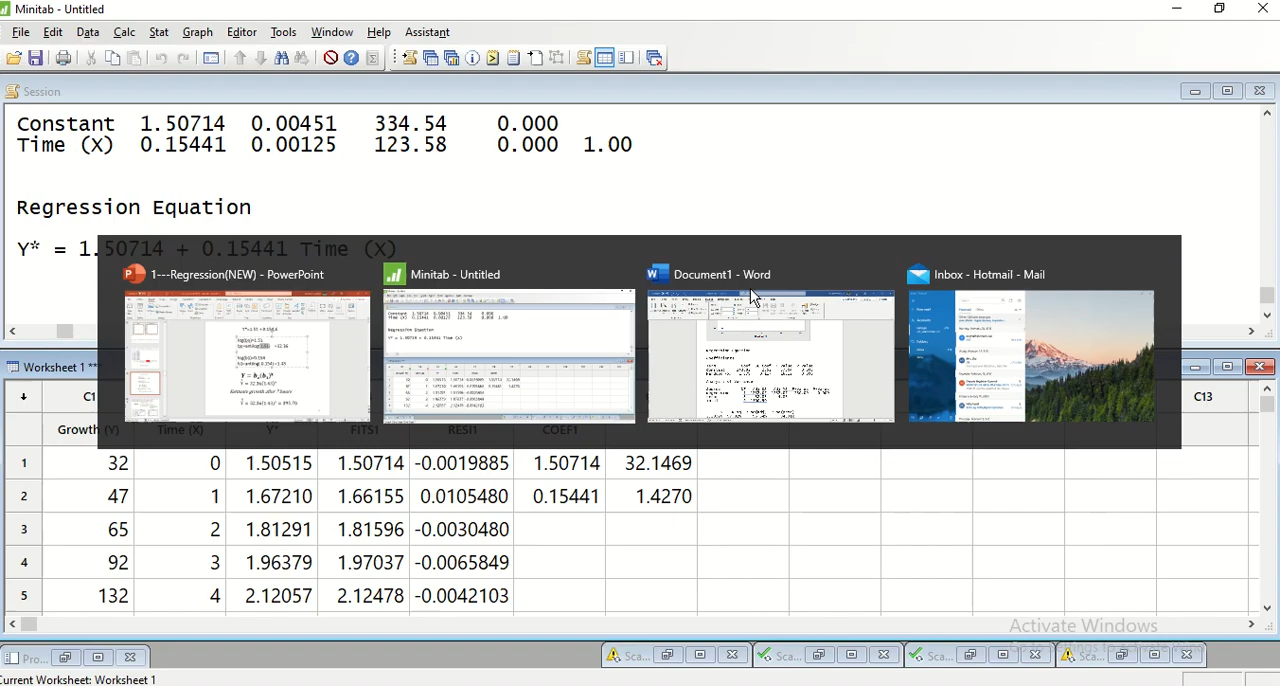 Minitab - Untitled
File Edit Data Calc Stat Graph Editor Tools Window Help Assistant
Session
Constant 1.50714 0.00451 334.54 0.000
Time (X) 0.15441 0.00125 123.58 0.000 1.00
Regression Equation
Y* = 1.50714 + 0.15441 Time (X)
1---Regression(NEW) - PowerPoint
Minitab - Untitled
Document1 - Word
Inbox - Hotmail - Mail
Worksheet 1 **
C1 C13
Growth (Y) Time (X) Y* FITS1 RESI1 COEF1
1 32 0 1.50515 1.50714 -0.0019885 1.50714 32.1469
2 47 1 1.67210 1.66155 0.0105480 0.15441 1.4270
3 65 2 1.81291 1.81596 -0.0030480
4 92 3 1.96379 1.97037 -0.0065849
5 132 4 2.12057 2.12478 -0.0042103
Activate Windows
Pro... Sca... Sca... Sca... Sca...
Current Worksheet: Worksheet 1